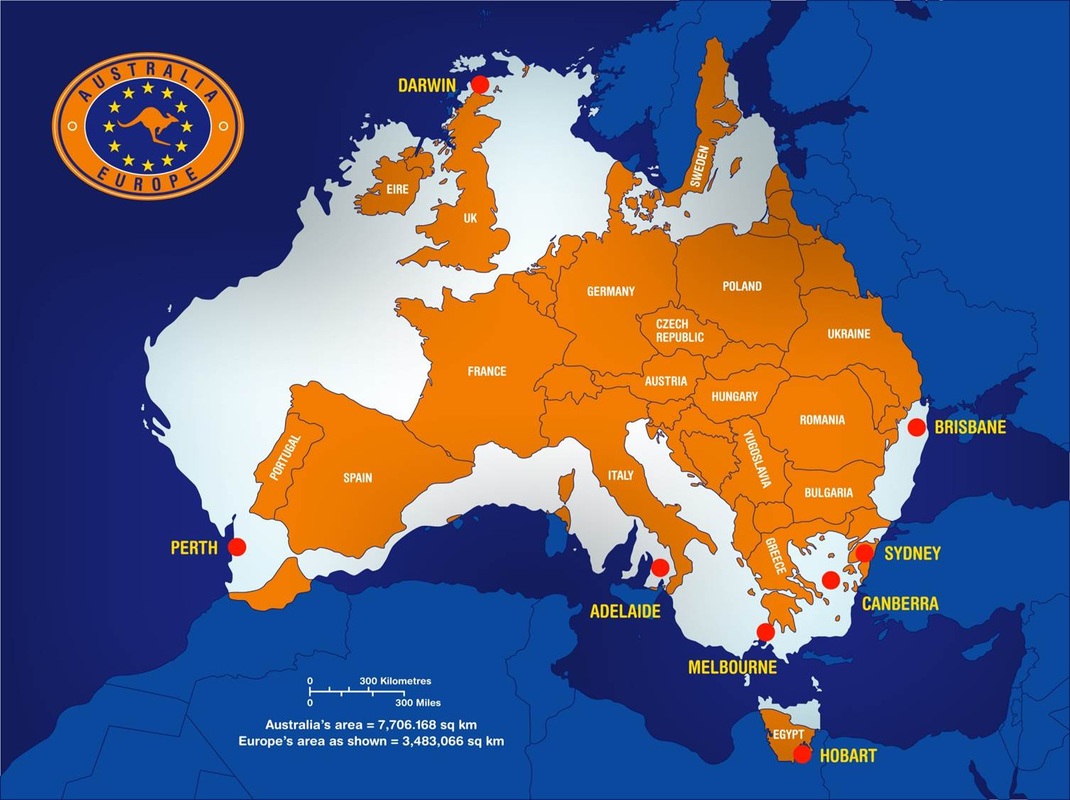 AUSTRALIA
EUROPE
DARWIN
SWEDEN
EIRE
UK
GERMANY
POLAND
CZECH
REPUBLIC
UKRAINE
FRANCE
AUSTRIA
HUNGARY
ROMANIA
BRISBANE
PORTUGAL
SPAIN
ITALY
YUGOSLAVIA
BULGARIA
PERTH
GREECE
SYDNEY
ADELAIDE
CANBERRA
MELBOURNE
0 300 Kilometres
0 300 Miles
Australia's area = 7,706.168 sq km
Europe's area as shown = 3,483,066 sq km
EGYPT
HOBART